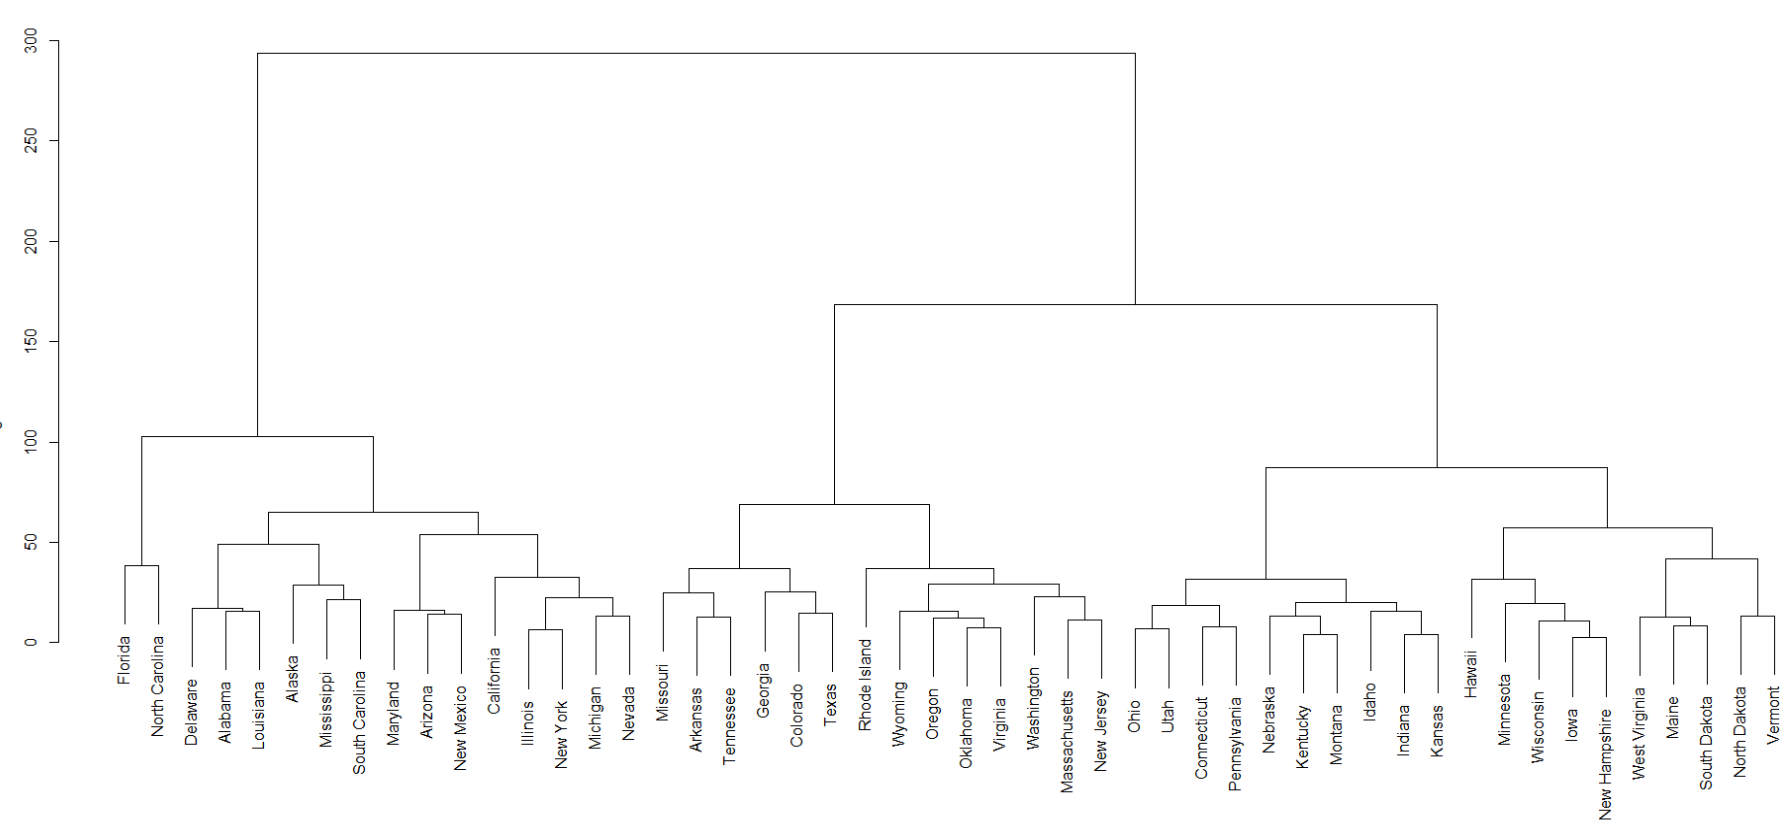 300
250
200
150
100
50
0
Florida
North Carolina
Delaware
Alabama
Louisiana
Alaska
Mississippi
South Carolina
Maryland
Arizona
New Mexico
California
Illinois
New York
Michigan
Nevada
Missouri
Arkansas
Tennessee
Georgia
Colorado
Texas
Rhode Island
Wyoming
Oregon
Oklahoma
Virginia
Washington
Massachusetts
New Jersey
Ohio
Utah
Connecticut
Pennsylvania
Nebraska
Kentucky
Montana
Idaho
Indiana
Kansas
Hawaii
Minnesota
Wisconsin
Iowa
New Hampshire
West Virginia
Maine
South Dakota
North Dakota
Vermont